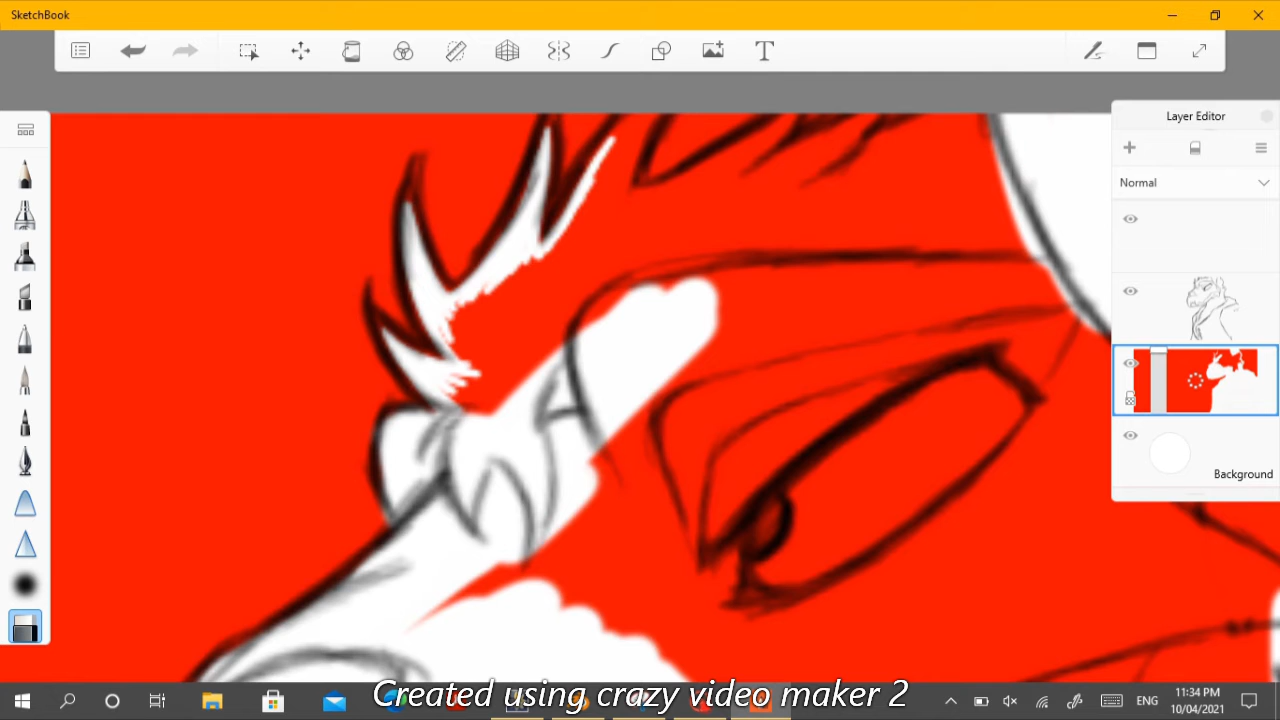 SketchBook
Layer Editor
Normal
Background
Created using crazy video maker 2
ENG
11:34 PM
10/04/2021